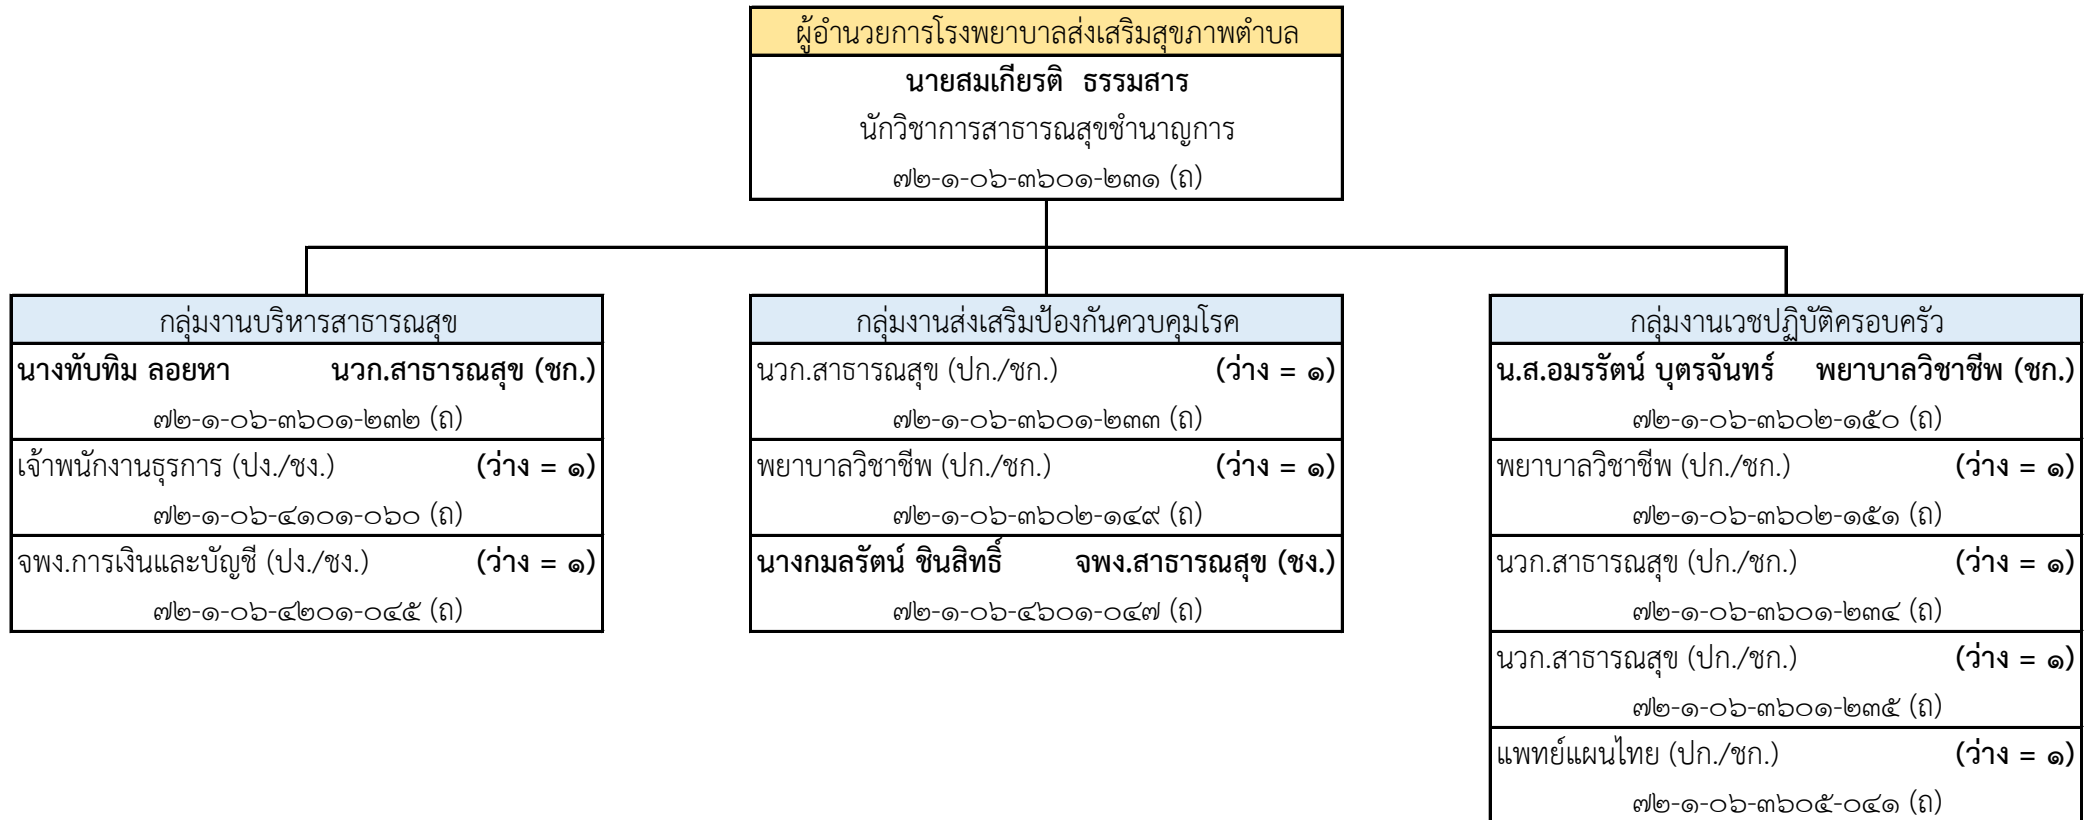 ผู้อำนวยการโรงพยาบาลส่งเสริมสุขภาพตำบล
นายสมเกียรติ ธรรมสาร
นักวิชาการสาธารณสุขชำนาญการ
๗๒-๑-๐๖-๓๖๐๑-๒๓๑ (ถ)
กลุ่มงานบริหารสาธารณสุข
นางทับทิม ลอยหา นวก.สาธารณสุข (ชก.)
๗๒-๑-๐๖-๓๖๐๑-๒๓๒ (ถ)
เจ้าพนักงานธุรการ (ปง./ชง.) (ว่าง = ๑)
๗๒-๑-๐๖-๔๑๐๑-๐๖๐ (ถ)
จพง.การเงินและบัญชี (ปง./ชง.) (ว่าง = ๑)
๗๒-๑-๐๖-๔๒๐๑-๐๔๕ (ถ)
กลุ่มงานส่งเสริมป้องกันควบคุมโรค
นวก.สาธารณสุข (ปก./ชก.) (ว่าง = ๑)
๗๒-๑-๐๖-๓๖๐๑-๒๓๓ (ถ)
พยาบาลวิชาชีพ (ปก./ชก.) (ว่าง = ๑)
๗๒-๑-๐๖-๓๖๐๒-๑๔๙ (ถ)
นางกมลรัตน์ ชินสิทธิ์ จพง.สาธารณสุข (ชง.)
๗๒-๑-๐๖-๔๖๐๑-๐๔๗ (ถ)
กลุ่มงานเวชปฏิบัติครอบครัว
น.ส.อมรรัตน์ บุตรจันทร์ พยาบาลวิชาชีพ (ชก.)
๗๒-๑-๐๖-๓๖๐๒-๑๕๐ (ถ)
พยาบาลวิชาชีพ (ปก./ชก.) (ว่าง = ๑)
๗๒-๑-๐๖-๓๖๐๒-๑๕๑ (ถ)
นวก.สาธารณสุข (ปก./ชก.) (ว่าง = ๑)
๗๒-๑-๐๖-๓๖๐๑-๒๓๔ (ถ)
นวก.สาธารณสุข (ปก./ชก.) (ว่าง = ๑)
๗๒-๑-๐๖-๓๖๐๑-๒๓๕ (ถ)
แพทย์แผนไทย (ปก./ชก.) (ว่าง = ๑)
๗๒-๑-๐๖-๓๖๐๕-๐๔๑ (ถ)